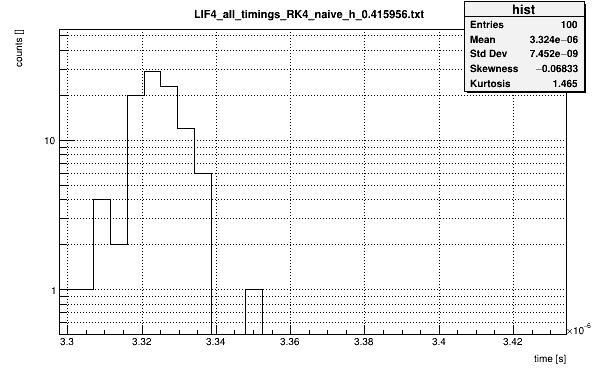 LIF4_all_timings_RK4_naive_h_0.415956.txt
hist
Entries 100
Mean 3.324e−06
Std Dev 7.452e−09
Skewness −0.06833
Kurtosis 1.465
counts []
10
1
3.3 3.32 3.34 3.36 3.38 3.4 3.42
×10⁻⁶
time [s]